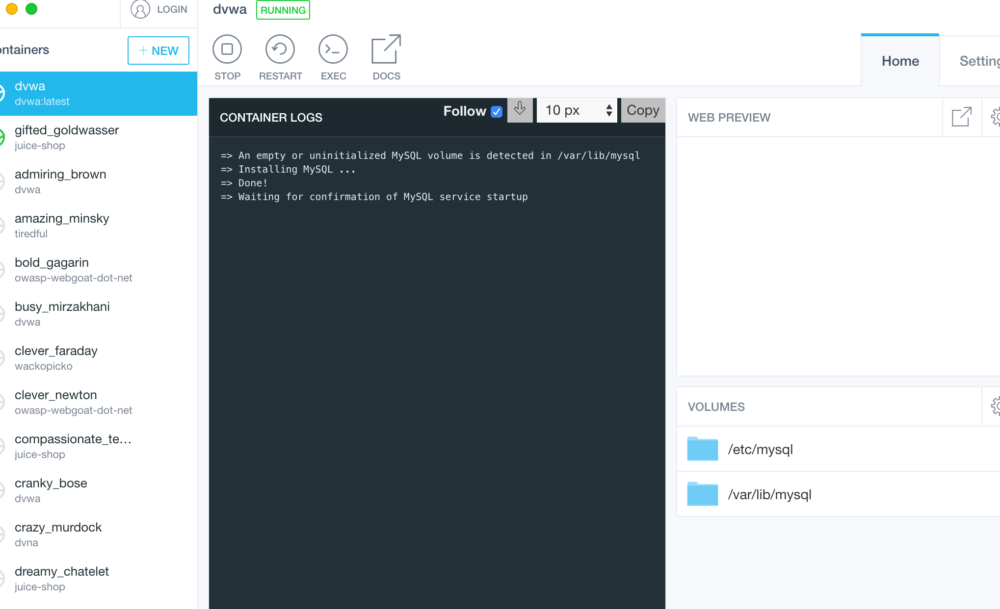 LOGIN
ontainers
+ NEW
dvwa
dvwa:latest
gifted_goldwasser
juice-shop
admiring_brown
dvwa
amazing_minsky
tiredful
bold_gagarin
owasp-webgoat-dot-net
busy_mirzakhani
dvwa
clever_faraday
wackopicko
clever_newton
owasp-webgoat-dot-net
compassionate_te...
juice-shop
cranky_bose
dvwa
crazy_murdock
dvna
dreamy_chatelet
juice-shop
dvwa RUNNING
STOP RESTART EXEC DOCS
Home Setting
CONTAINER LOGS Follow 10 px Copy
=> An empty or uninitialized MySQL volume is detected in /var/lib/mysql
=> Installing MySQL ...
=> Done!
=> Waiting for confirmation of MySQL service startup
WEB PREVIEW
VOLUMES
/etc/mysql
/var/lib/mysql